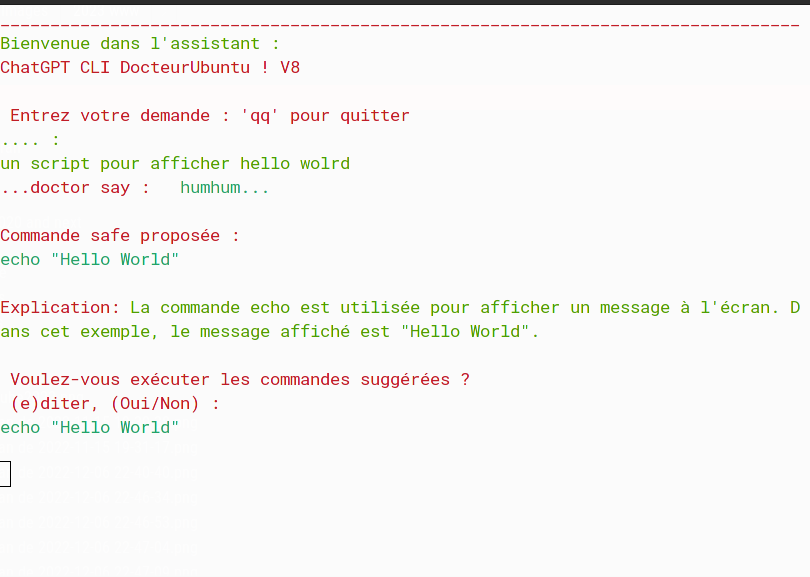 --------------------------------------------------------------------------------
Bienvenue dans l'assistant :
ChatGPT CLI DocteurUbuntu ! V8
Entrez votre demande : 'qq' pour quitter
.... :
un script pour afficher hello wolrd
...doctor say :   humhum...
Commande safe proposée :
echo "Hello World"
Explication: La commande echo est utilisée pour afficher un message à l'écran. D
ans cet exemple, le message affiché est "Hello World".
Voulez-vous exécuter les commandes suggérées ?
(e)diter, (Oui/Non) :
echo "Hello World"